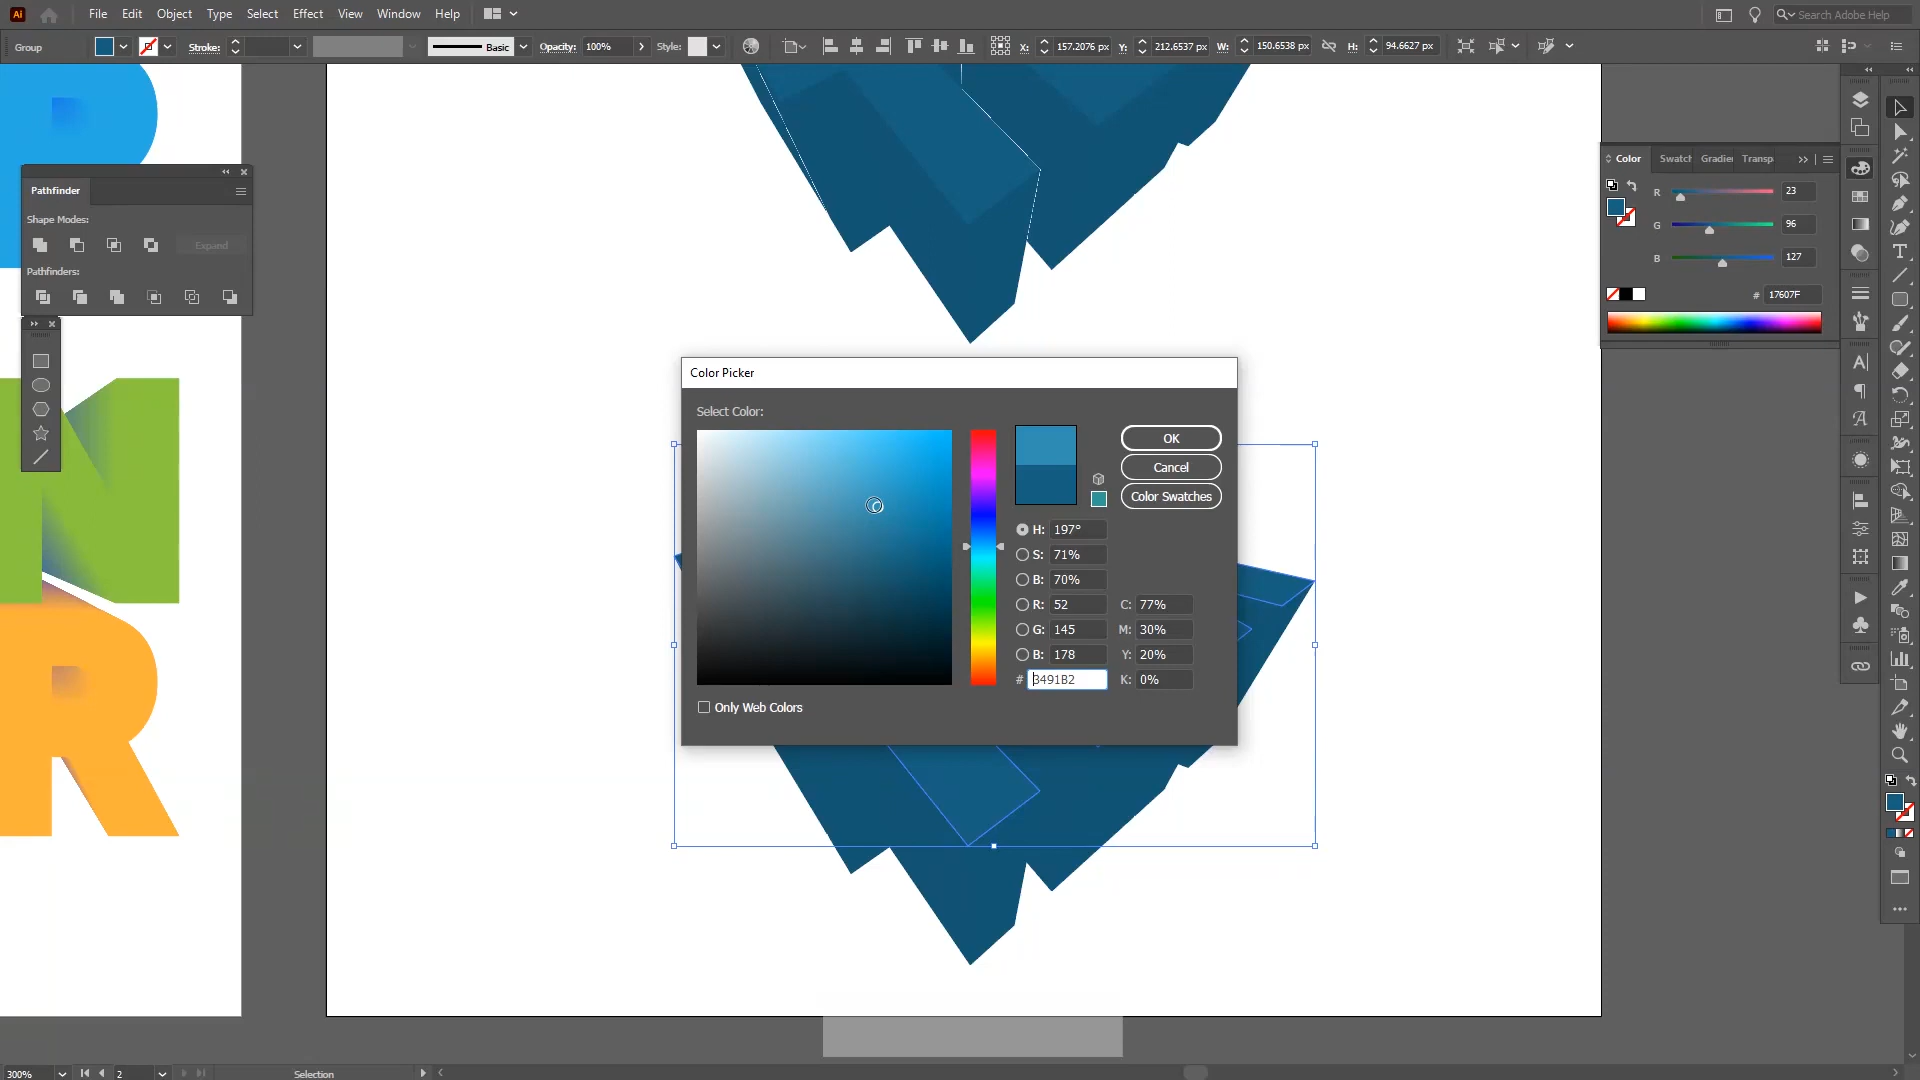 Ai File Edit Object Type Select Effect View Window Help Search Adobe Help
Group Stroke: Basic Opacity: 100% Style: X: 157.2076 px Y: 212.6537 px W: 150.6538 px H: 94.6627 px
Pathfinder
Shape Modes:
Expand
Pathfinders:
Color Swatch Gradier Transp
R 23
G 96
B 127
# 17607F
Color Picker
Select Color:
OK
Cancel
Color Swatches
H: 197°
S: 71%
B: 70%
R: 52 C: 77%
G: 145 M: 30%
B: 178 Y: 20%
# 3491B2 K: 0%
Only Web Colors
N
R
300% 2 Selection